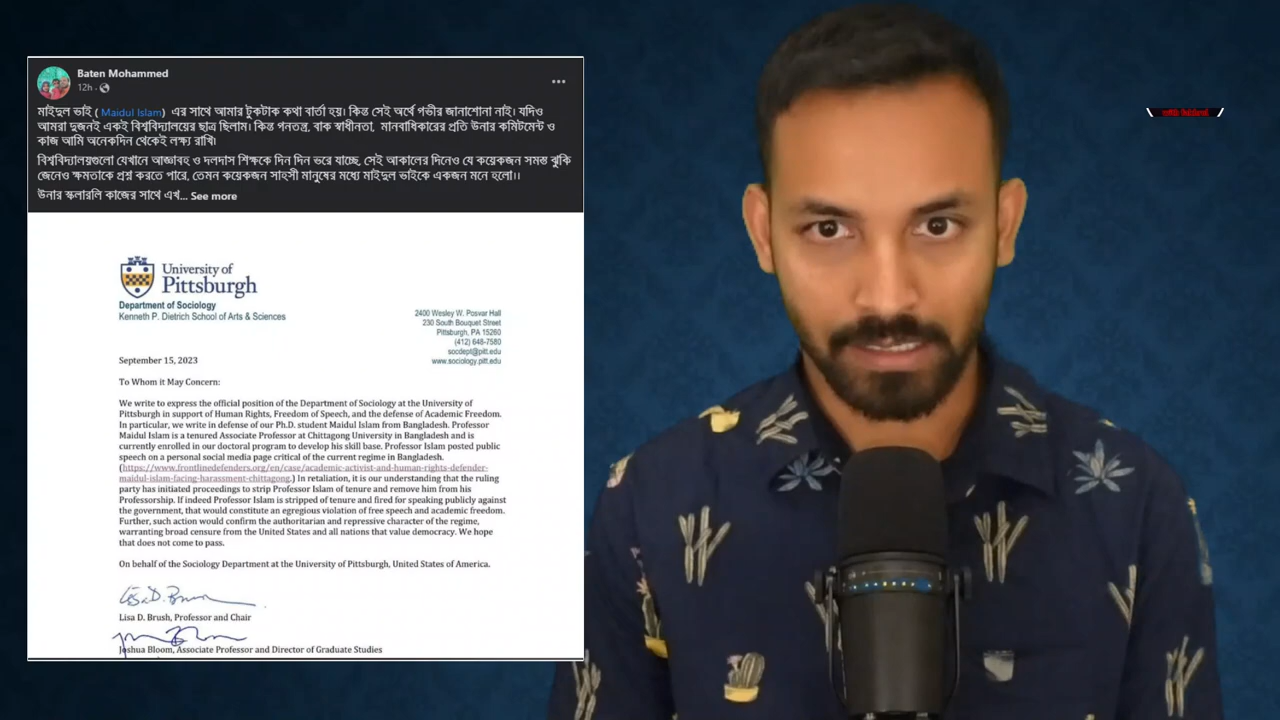 Baten Mohammed
12h ·
মাইদুল ভাই ( Maidul Islam) এর সাথে আমার টুকটাক কথা বার্তা হয়। কিন্তু সেই অর্থে গভীর জানাশোনা নাই। যদিও
আমরা দুজনই একই বিশ্ববিদ্যালয়ের ছাত্র ছিলাম। কিন্তু গনতন্ত্র, বাক স্বাধীনতা, মানবাধিকারের প্রতি উনার কমিটমেন্ট ও
কাজ আমি অনেকদিন থেকেই লক্ষ্য রাখি।
বিশ্ববিদ্যালয়গুলো যেখানে আজ্ঞাবহ ও দলদাস শিক্ষকে দিন দিন ভরে যাচ্ছে, সেই আকালের দিনেও যে কয়েকজন সমস্ত ঝুকি
জেনেও ক্ষমতাকে প্রশ্ন করতে পারে, তেমন কয়েকজন সাহসী মানুষের মধ্যে মাইদুল ভাইকে একজন মনে হলো।।
উনার স্কলারলি কাজের সাথে এখ... See more
University of
Pittsburgh
Department of Sociology
Kenneth P. Dietrich School of Arts & Sciences
2400 Wesley W. Posvar Hall
230 South Bouquet Street
Pittsburgh, PA 15260
(412) 648-7580
socdept@pitt.edu
www.sociology.pitt.edu
September 15, 2023
To Whom it May Concern:
We write to express the official position of the Department of Sociology at the University of
Pittsburgh in support of Human Rights, Freedom of Speech, and the defense of Academic Freedom.
In particular, we write in defense of our Ph.D. student Maidul Islam from Bangladesh. Professor
Maidul Islam is a tenured Associate Professor at Chittagong University in Bangladesh and is
currently enrolled in our doctoral program to develop his skill base. Professor Islam posted public
speech on a personal social media page critical of the current regime in Bangladesh.
(https://www.frontlinedefenders.org/en/case/academic-activist-and-human-rights-defender-
maidul-islam-facing-harassment-chittagong.) In retaliation, it is our understanding that the ruling
party has initiated proceedings to strip Professor Islam of tenure and remove him from his
Professorship. If indeed Professor Islam is stripped of tenure and fired for speaking publicly against
the government, that would constitute an egregious violation of free speech and academic freedom.
Further, such action would confirm the authoritarian and repressive character of the regime,
warranting broad censure from the United States and all nations that value democracy. We hope
that does not come to pass.
On behalf of the Sociology Department at the University of Pittsburgh, United States of America.
Lisa D. Brush
Lisa D. Brush, Professor and Chair
Joshua Bloom, Associate Professor and Director of Graduate Studies